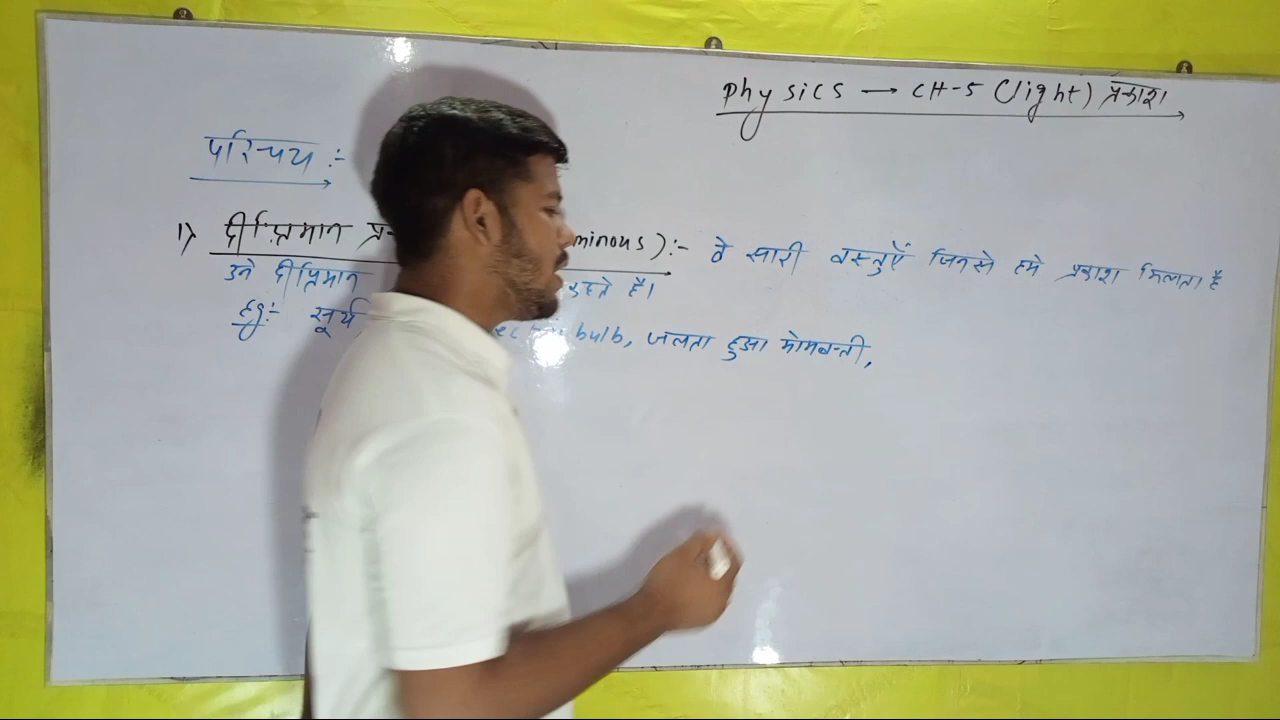 Physics → CH-5 (light) प्रकाश
परिचय :-
1) दीप्तिमान minous) :- वे सारी वस्तुएँ जिनसे हमे प्रकाश मिलता है
उने दीप्तिमान कहते है।
Eg:- सूर्य bulb, जलता हुआ मोमबत्ती,